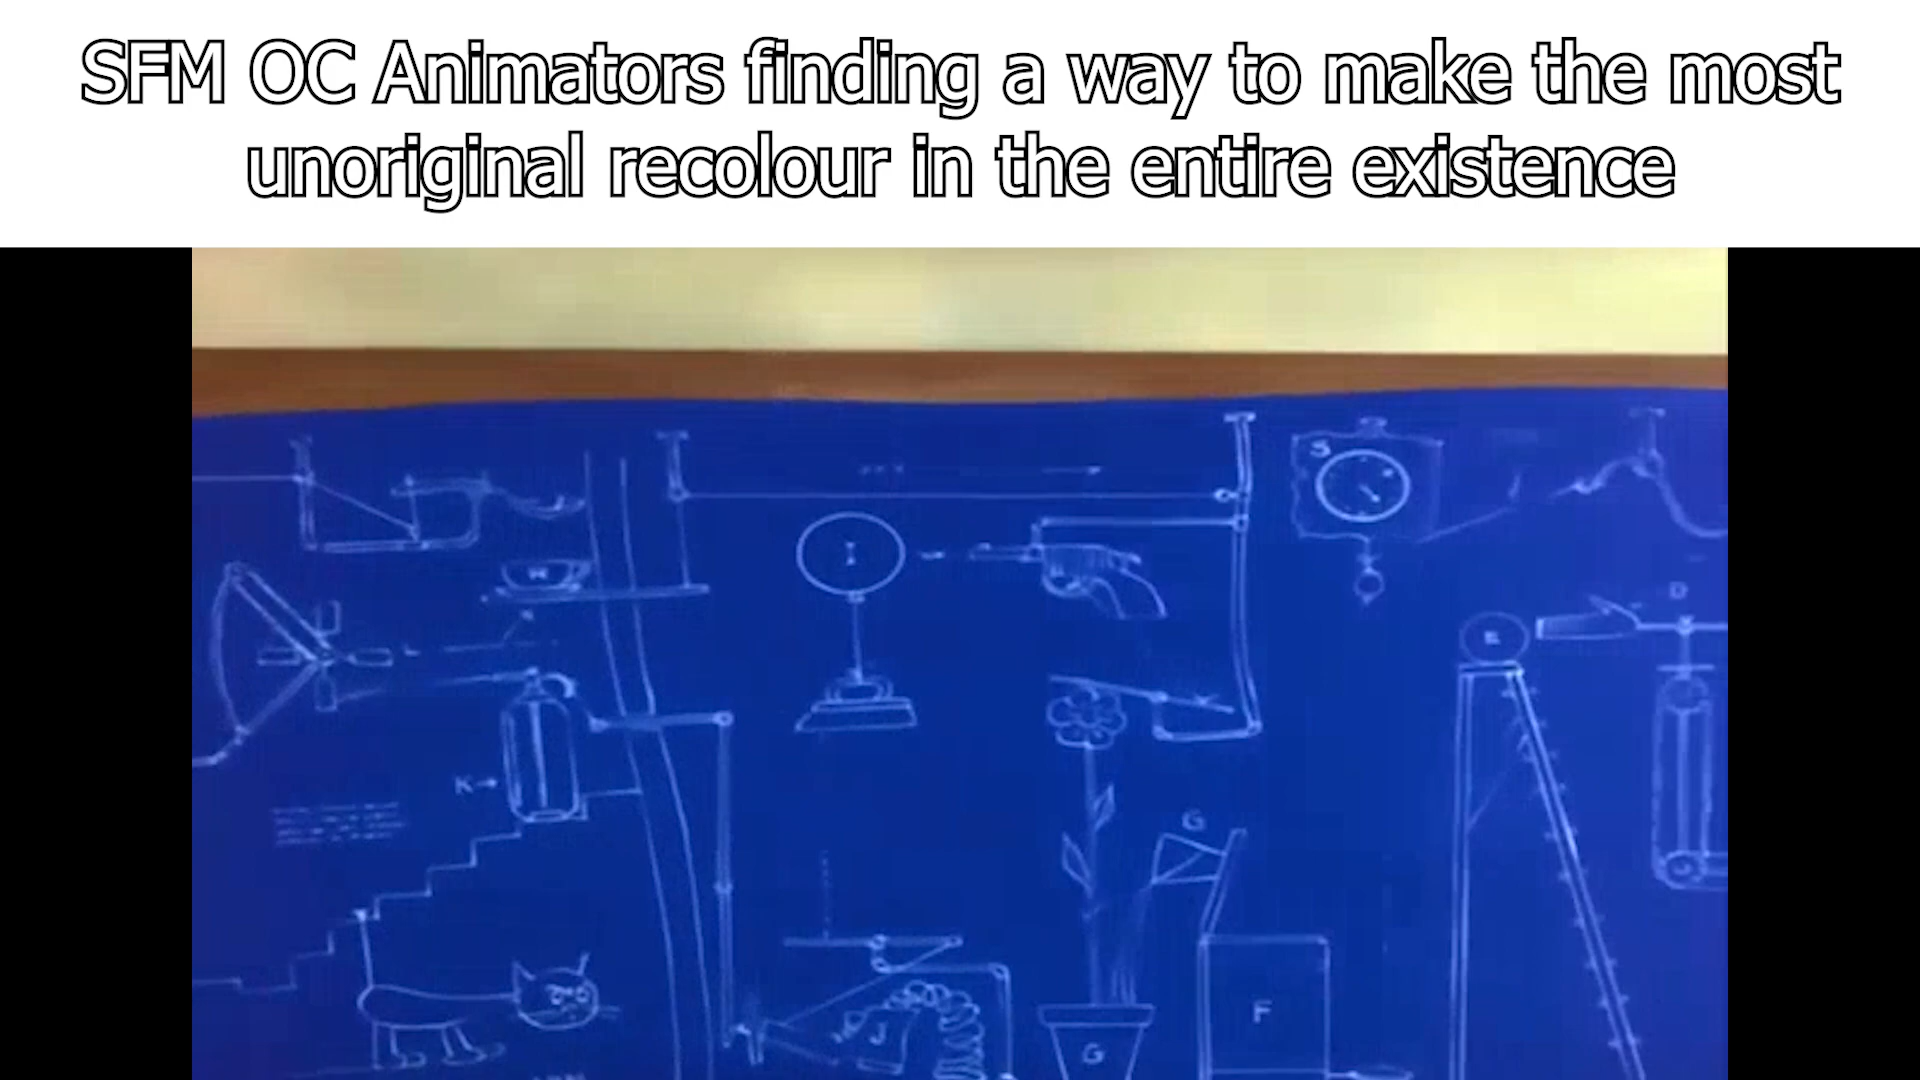 SFM OC Animators finding a way to make the most
unoriginal recolour in the entire existence
S
I
D
E
K
G
F
J
G